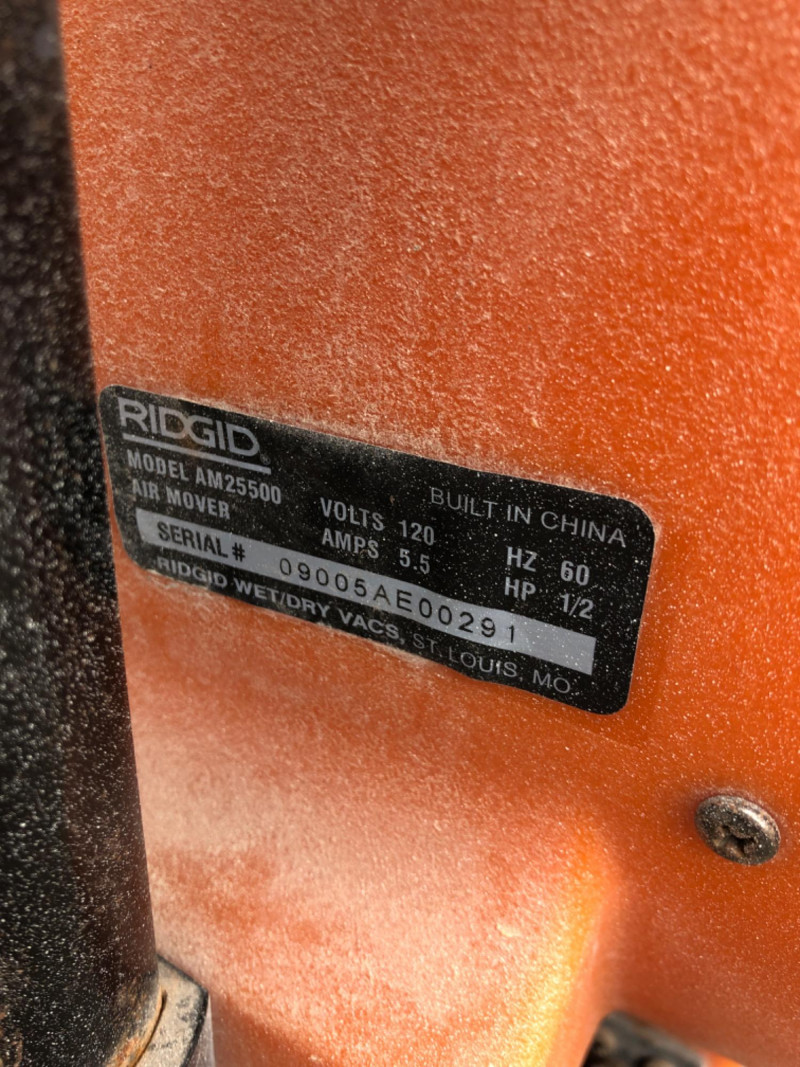 RIDGID
MODEL AM25500
AIR MOVER
BUILT IN CHINA
VOLTS 120
AMPS 5.5
HZ 60
HP 1/2
SERIAL # 09005AE00291
RIDGID WET/DRY VACS, ST. LOUIS, MO.